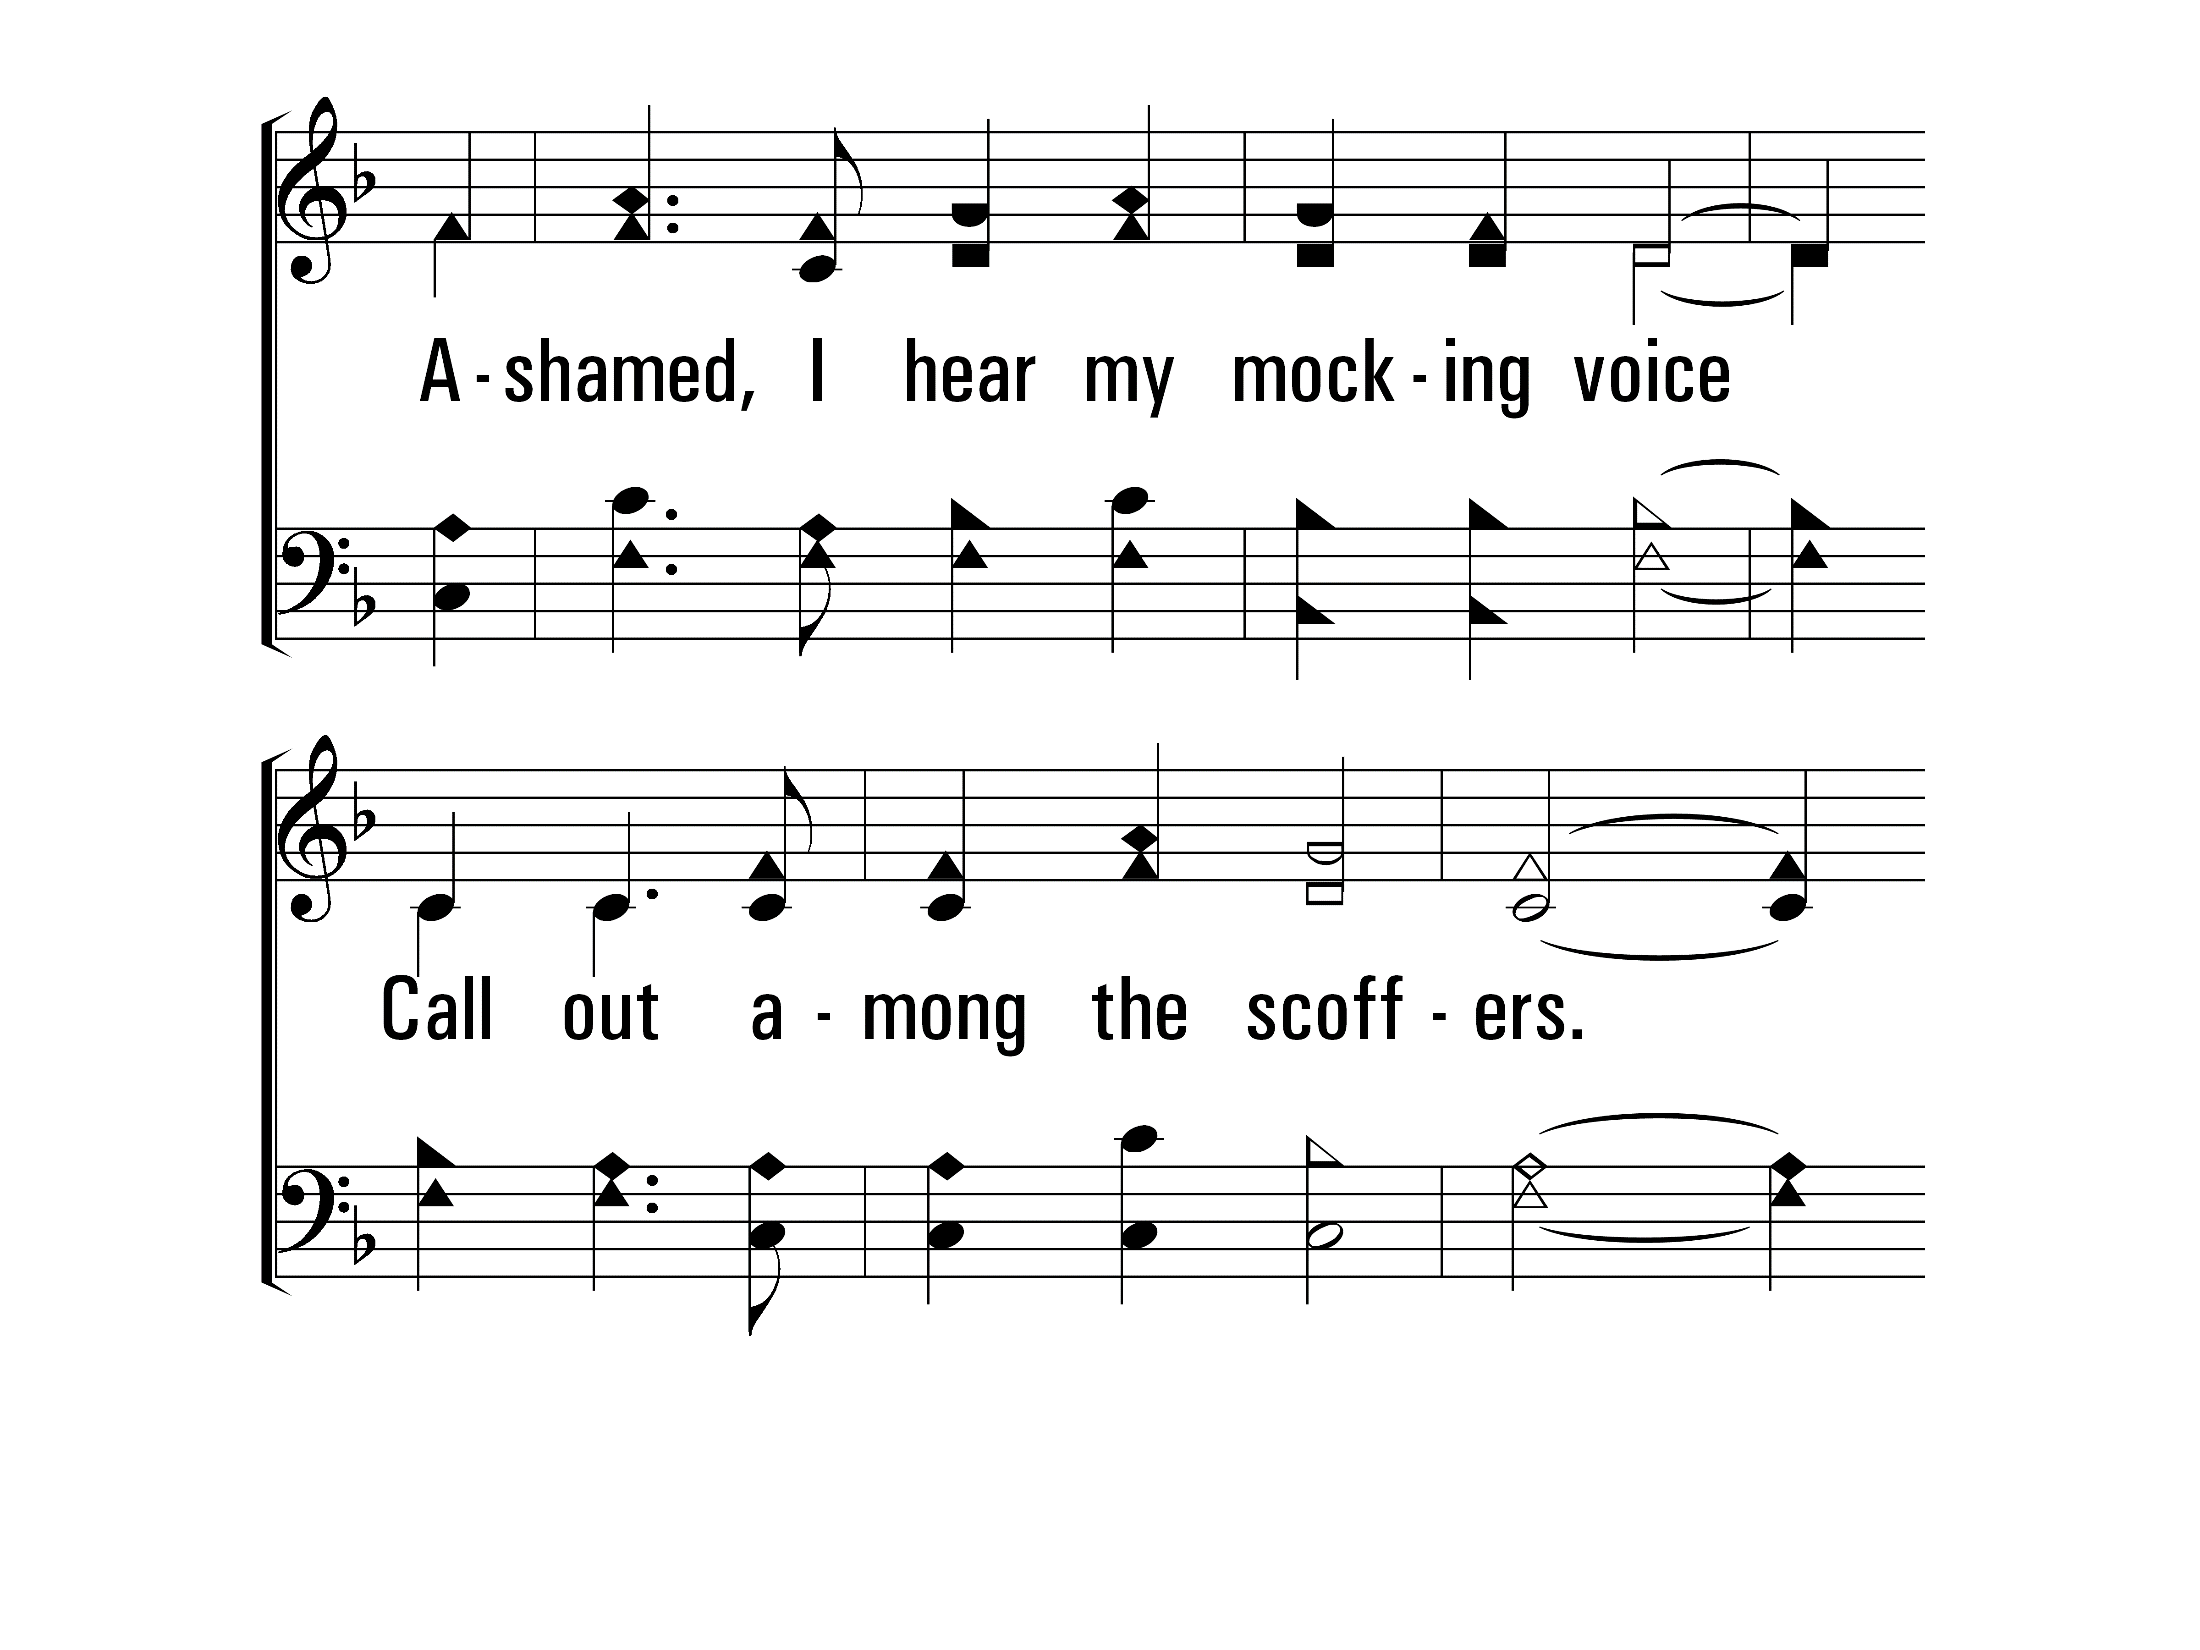 A - shamed, I hear my mock - ing voice
Call out a - mong the scoff - ers.